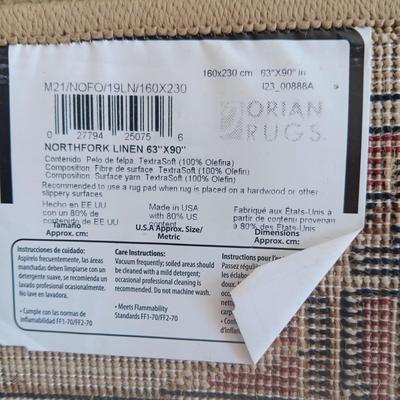 160x230 cm 63"X90" in
M21/NOFO/19LN/160X230
I23_00888A
0 27794 25075 6
ORIAN
RUGS.
NORTHFORK LINEN 63"X90"
Contenido: Pelo de felpa. TextraSoft (100% Olefina)
Composition: Fibre de surface: TextraSoft (100% Olefin)
Composition: Surface yarn: TextraSoft (100% Olefin)
Recommended to use a rug pad when rug is placed on a hardwood or other
slippery surfaces
Hecho en EE UU Made in USA Fabriqué aux États-Unis à
con un 80% de with 80% US partir de contenu provenant
contenido de EE UU content à 80% des États-Unis
Tamaño U.S.A Approx. Size/ Dimensions
Approx. cm: Metric Approx. cm:
Instrucciones de cuidado: Care Instructions: Instructions pour l'en
Aspírelo frecuentemente, las áreas Vacuum frequently; soiled areas should Passez régul
manchadas deben limpiarse con un be cleaned with a mild detergent;
detergente suave, se recomienda un occasional professional cleaning is
lavado profesional ocasionalmente. recommended. Do not machine wash.
No lave en lavadora.
• Cumple con las normas de • Meets Flammability
inflamabilidad FF1-70/FF2-70 Standards FF1-70/FF2-70